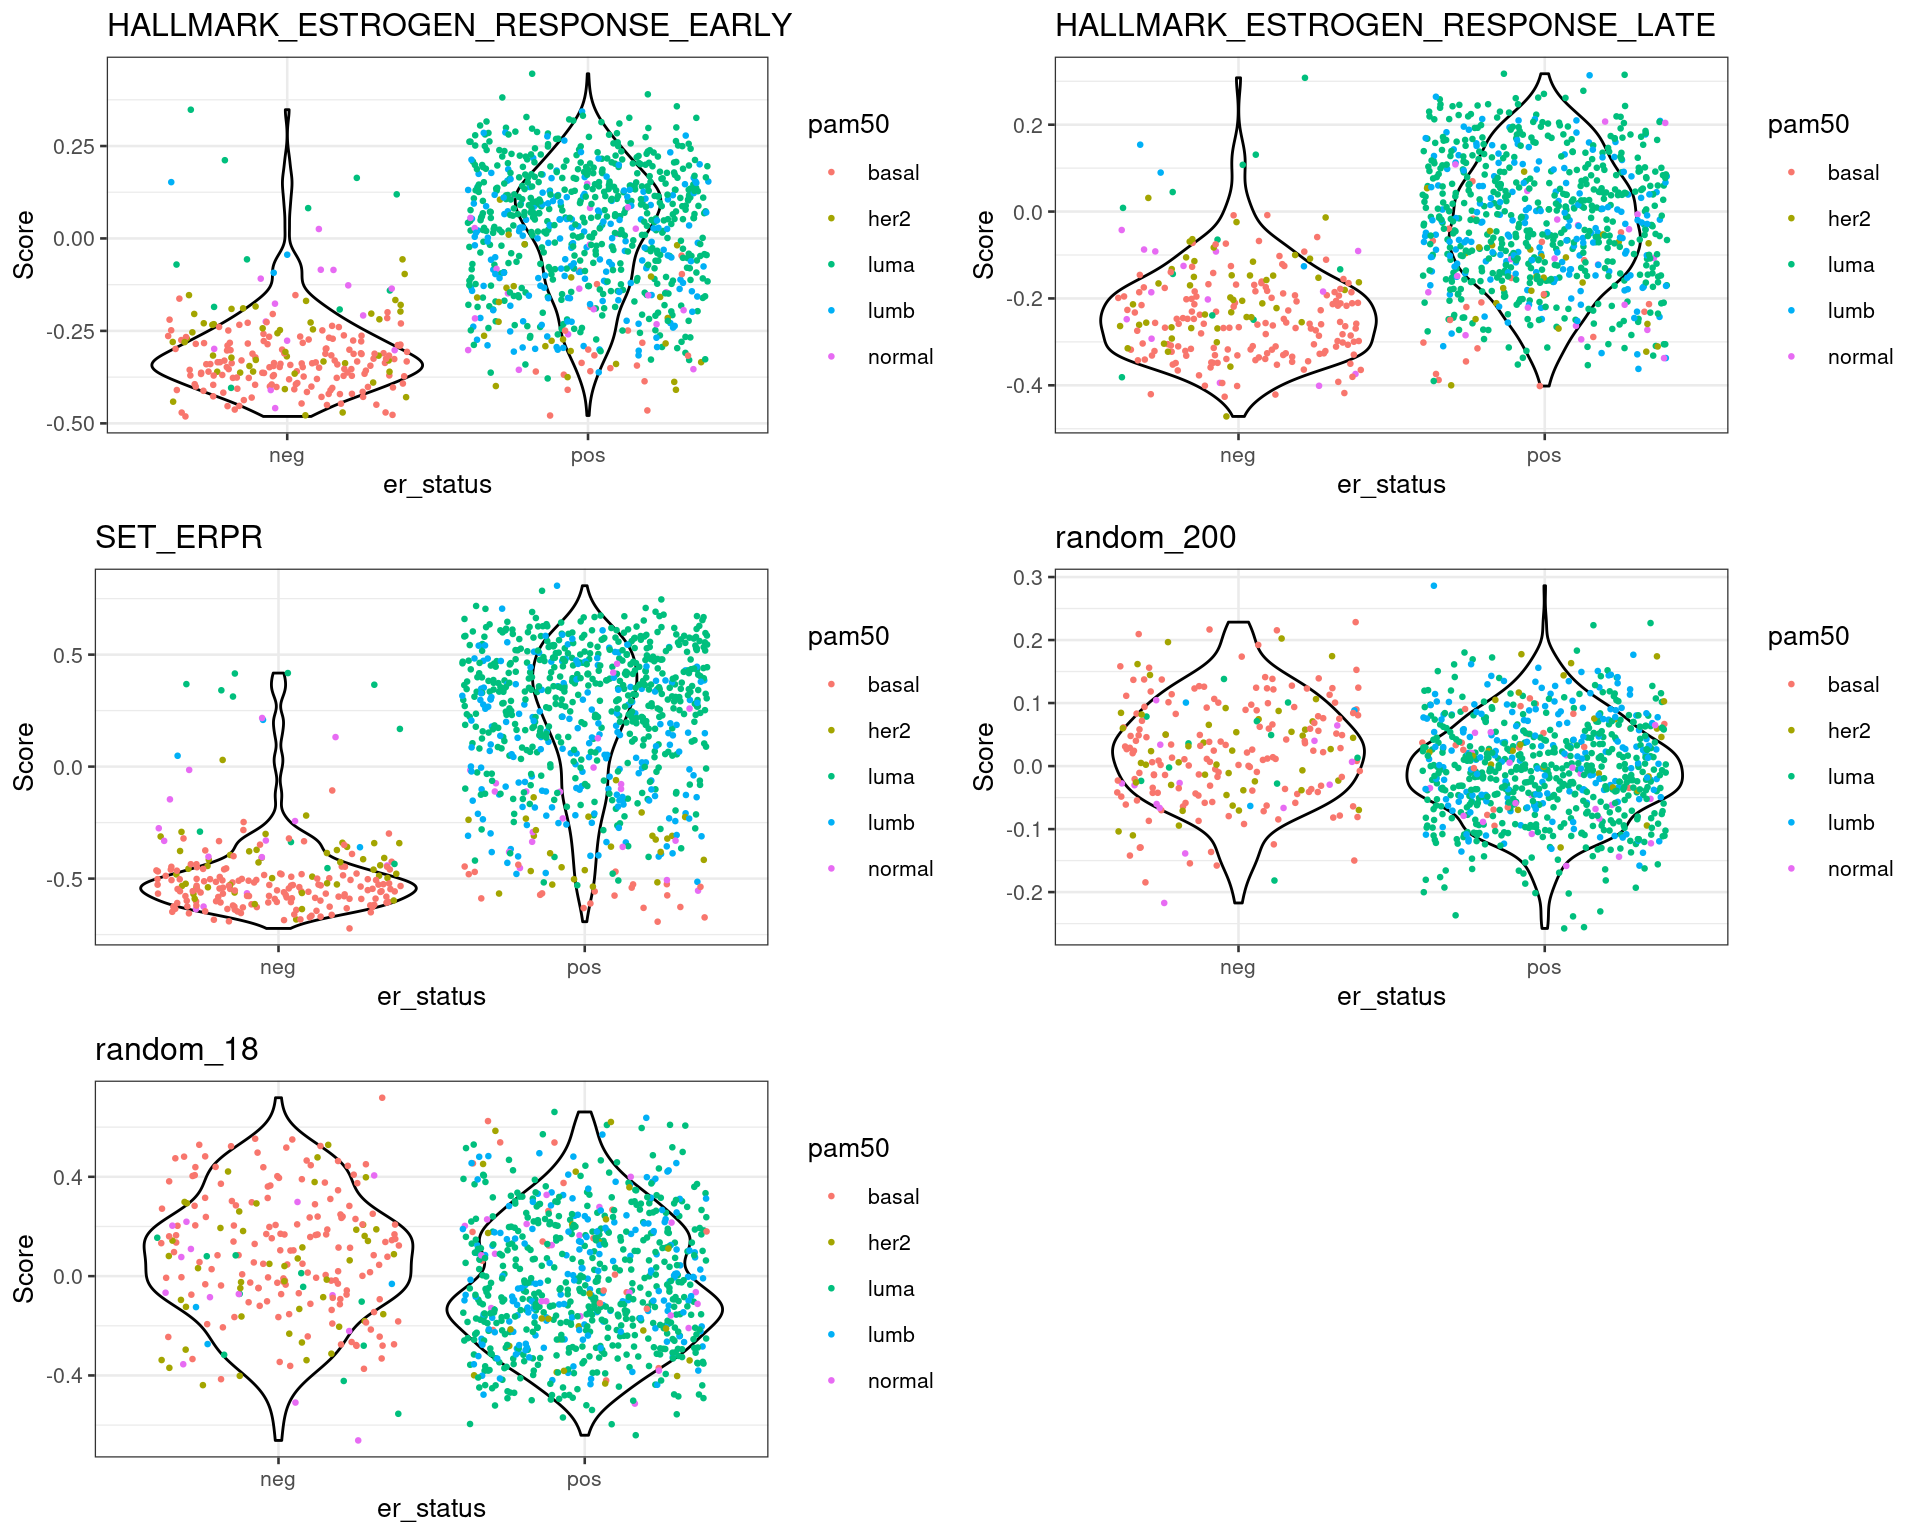 HALLMARK_ESTROGEN_RESPONSE_EARLY
Score
0.25
0.00
-0.25
-0.50
neg
pos
er_status
pam50
basal
her2
luma
lumb
normal
HALLMARK_ESTROGEN_RESPONSE_LATE
Score
0.2
0.0
-0.2
-0.4
neg
pos
er_status
pam50
basal
her2
luma
lumb
normal
SET_ERPR
Score
0.5
0.0
-0.5
neg
pos
er_status
pam50
basal
her2
luma
lumb
normal
random_200
Score
0.3
0.2
0.1
0.0
-0.1
-0.2
neg
pos
er_status
pam50
basal
her2
luma
lumb
normal
random_18
Score
0.4
0.0
-0.4
neg
pos
er_status
pam50
basal
her2
luma
lumb
normal